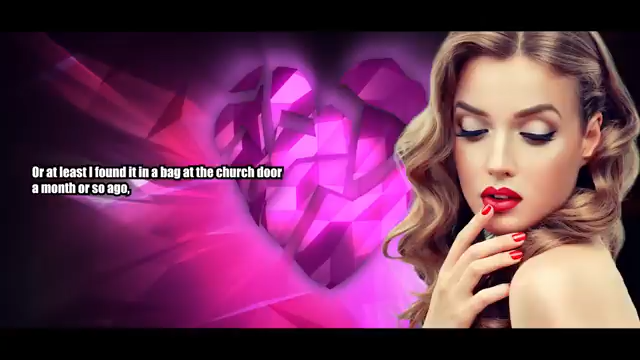 Or at least I found it in a bag at the church door
a month or so ago,